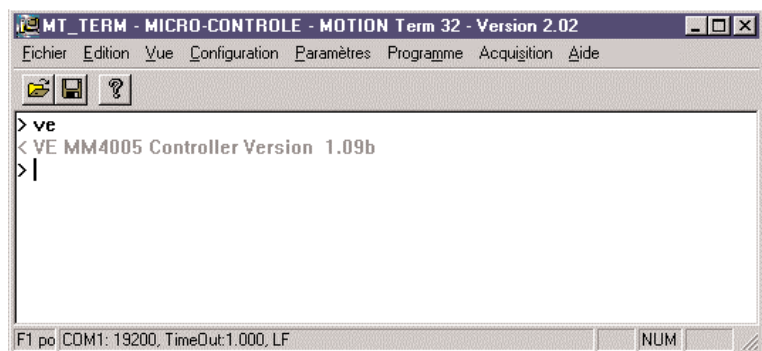 MT_TERM - MICRO-CONTROLE - MOTION Term 32 - Version 2.02
Fichier Edition Vue Configuration Paramètres Programme Acquisition Aide
> ve
< VE MM4005 Controller Version 1.09b
>
F1 po COM1: 19200, TimeOut:1.000, LF NUM